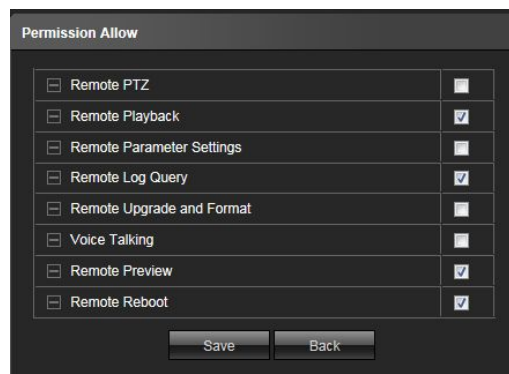 Permission Allow
Remote PTZ
Remote Playback
Remote Parameter Settings
Remote Log Query
Remote Upgrade and Format
Voice Talking
Remote Preview
Remote Reboot
Save Back